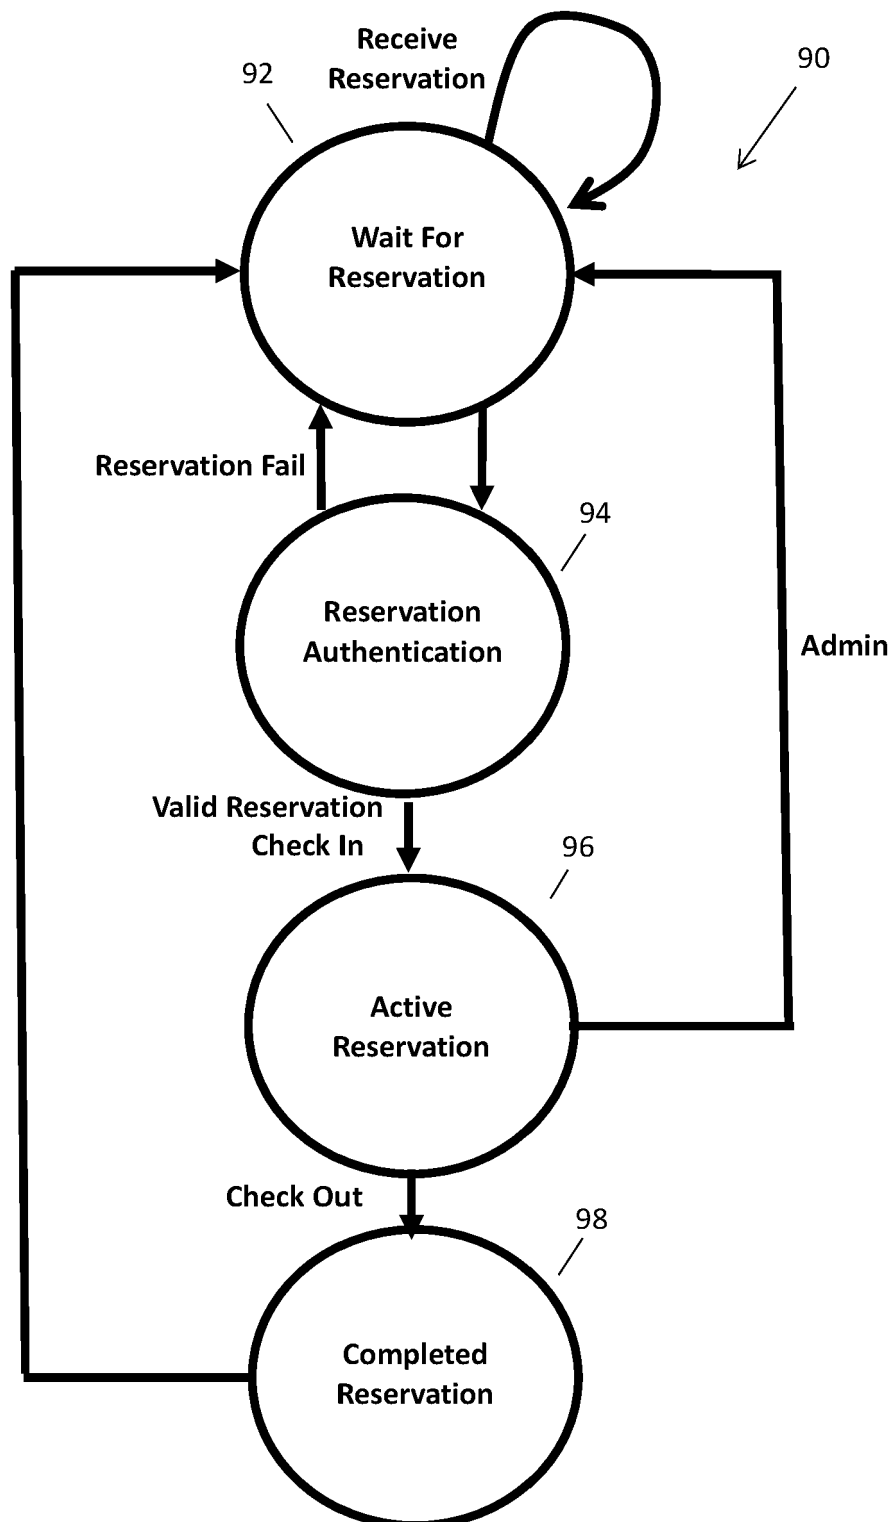 Receive
Reservation
92
90
Wait For
Reservation
Reservation Fail
94
Reservation
Authentication
Admin
Valid Reservation
Check In
96
Active
Reservation
Check Out
98
Completed
Reservation